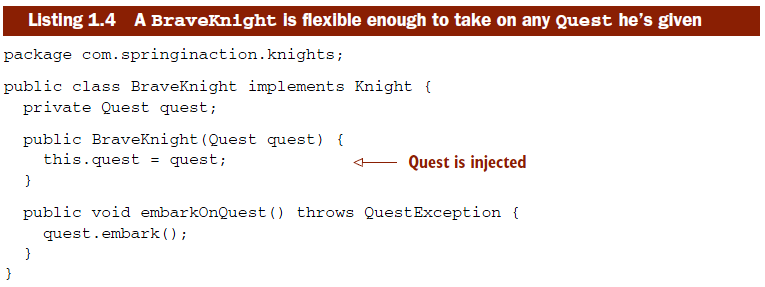 Listing 1.4 A BraveKnight is flexible enough to take on any Quest he's given
package com.springinaction.knights;
public class BraveKnight implements Knight {
private Quest quest;
public BraveKnight(Quest quest) {
this.quest = quest; Quest is injected
}
public void embarkOnQuest() throws QuestException {
quest.embark();
}
}